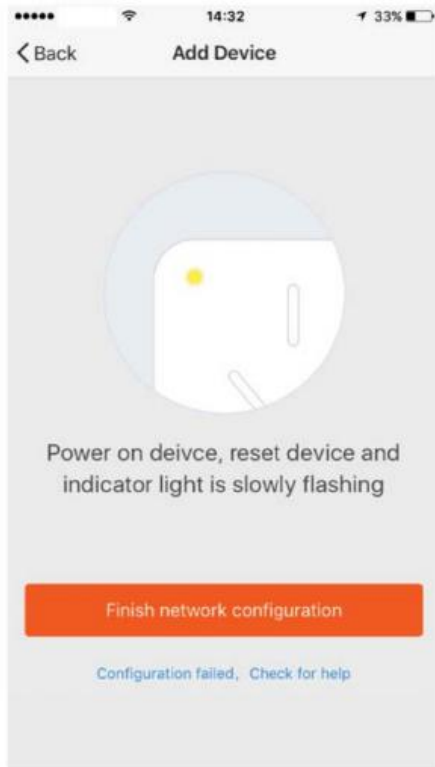 14:32
33%
Back
Add Device
Power on deivce, reset device and
indicator light is slowly flashing
Finish network configuration
Configuration failed, Check for help